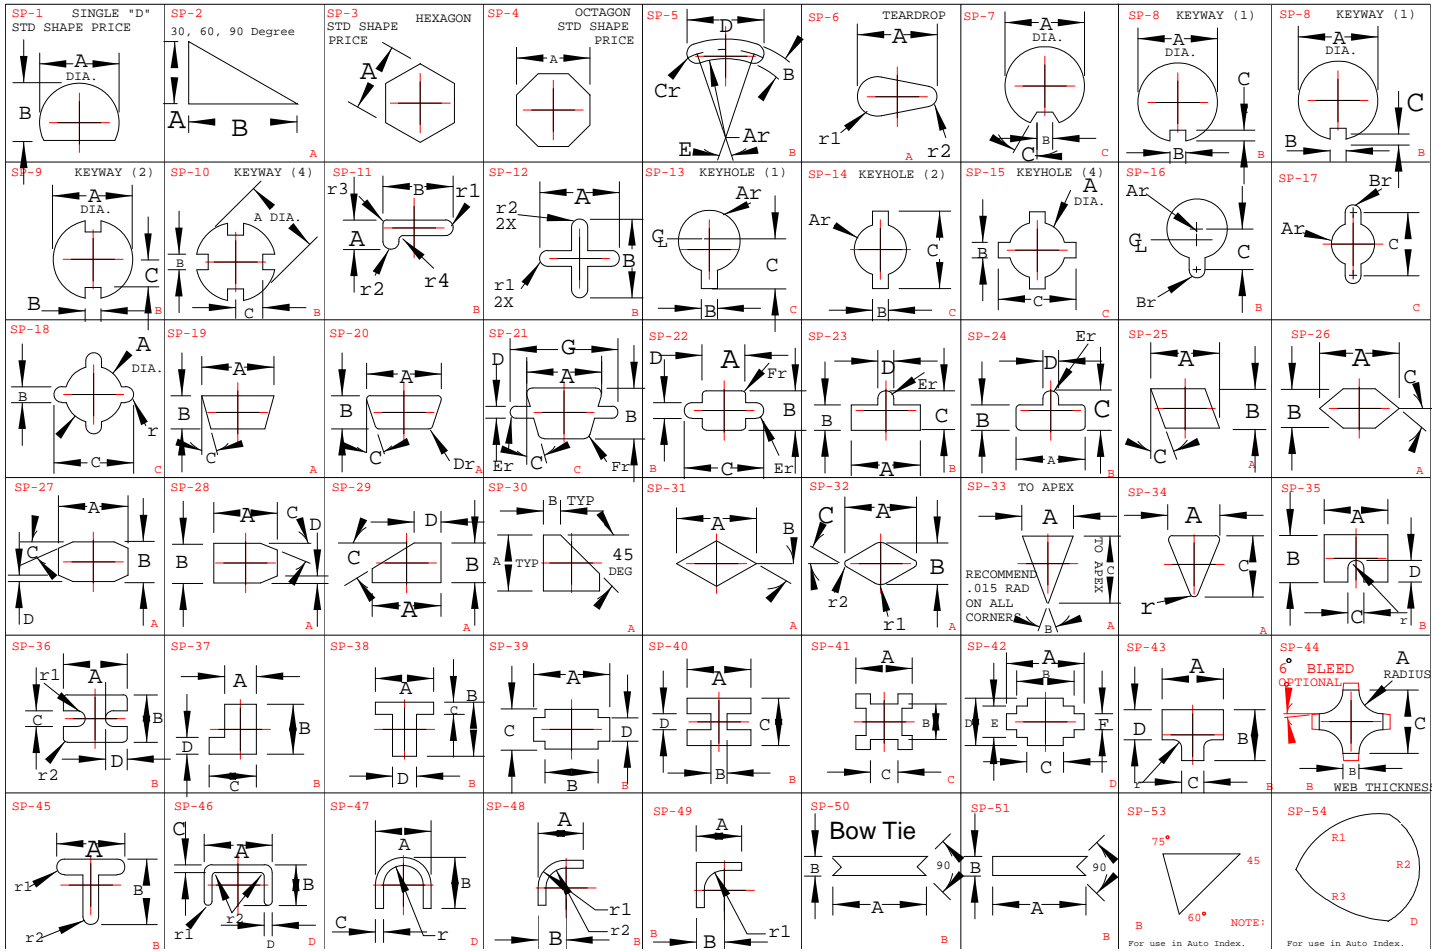 SP-1 SINGLE "D"
STD SHAPE PRICE
A
DIA.
B
SP-2
30, 60, 90 Degree
A
B
A
SP-3
STD SHAPE
PRICE
HEXAGON
A
SP-4 OCTAGON
STD SHAPE
PRICE
A
SP-5
D
B
Cr
Ar
E
B
SP-6
TEARDROP
A
r1
r2
A
SP-7
A
DIA.
B
C
C
SP-8 KEYWAY (1)
A
DIA.
C
B
B
SP-8 KEYWAY (1)
A
DIA.
C
B
B
SP-9 KEYWAY (2)
A
DIA.
C
B
B
SP-10 KEYWAY (4)
A DIA.
B
C
B
SP-11
r3
B
r1
A
r2
r4
B
SP-12
A
r2
2X
B
r1
2X
B
SP-13 KEYHOLE (1)
Ar
CL
C
B
C
SP-14 KEYHOLE (2)
Ar
C
B
C
SP-15 KEYHOLE (4)
A
DIA.
B
C
C
SP-16
Ar
CL
C
Br
B
SP-17
Br
Ar
C
C
SP-18
A
DIA.
B
r
C
C
SP-19
A
B
C
A
SP-20
A
B
C
Dr
A
SP-21
G
D
A
B
Er
C
Fr
C
SP-22
D
A
Fr
B
C
Er
B
SP-23
D
Er
B
C
A
B
SP-24
Er
D
B
C
A
B
SP-25
A
B
C
A
SP-26
A
C
B
A
SP-27
A
C
B
D
A
SP-28
A
C
D
B
A
SP-29
D
C
B
A
A
SP-30
B TYP
A TYP
45
DEG
A
SP-31
A
B
A
SP-32
A
C
B
r2
r1
A
SP-33 TO APEX
A
C
TO APEX
RECOMMEND
.015 RAD
ON ALL
CORNERS
B
A
SP-34
A
C
r
A
SP-35
A
B
D
C
r
B
SP-36
r1
A
C
B
r2
D
B
SP-37
A
B
D
C
B
SP-38
A
B
C
D
B
SP-39
A
C
D
B
B
SP-40
A
D
C
B
B
SP-41
A
B
C
C
SP-42
A
B
D
E
F
C
D
SP-43
A
D
B
r
C
B
SP-44
6° BLEED
OPTIONAL
A
RADIUS
C
B
B WEB THICKNESS
SP-45
A
r1
B
r2
B
SP-46
C
A
B
r1
r2
D
D
SP-47
A
B
C
r
D
SP-48
A
r1
r2
B
B
SP-49
A
r1
B
B
SP-50
Bow Tie
B
90
A
B
SP-51
B
90
A
B
SP-53
75°
45
60°
B
NOTE:
For use in Auto Index.
SP-54
R1
R2
R3
D
For use in Auto Index.